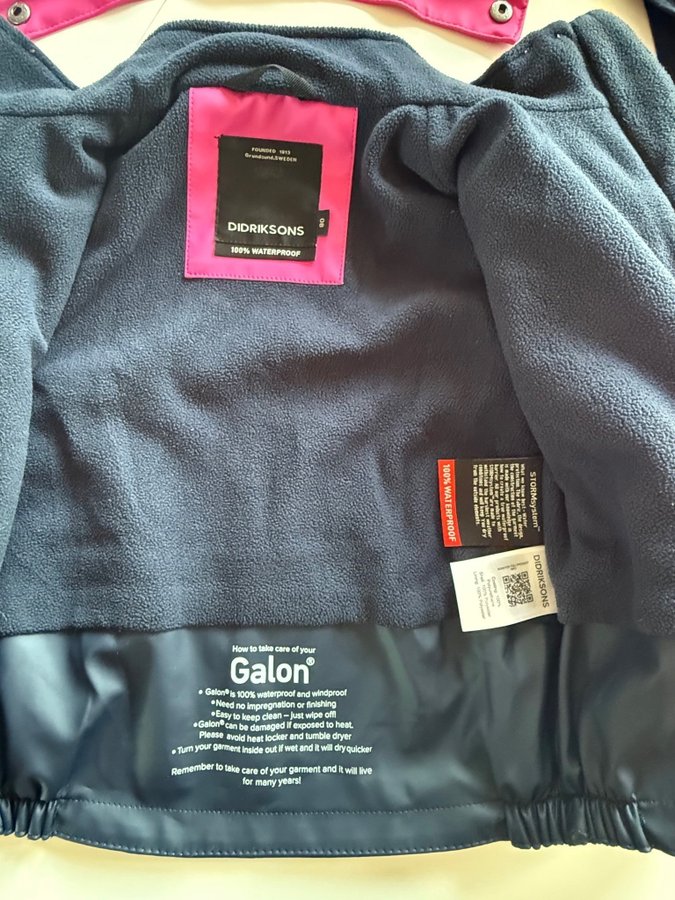 FOUNDED 1913
Grundsund, SWEDEN
DIDRIKSONS
100% WATERPROOF
08
STORMsystem™
100% WATERPROOF
DIDRIKSONS
How to take care of your
Galon®
• Galon® is 100% waterproof and windproof
• Need no impregnation or finishing
• Easy to keep clean – just wipe off!
• Galon® can be damaged if exposed to heat.
Please avoid heat locker and tumble dryer
• Turn your garment inside out if wet and it will dry quicker
Remember to take care of your garment and it will live
for many years!